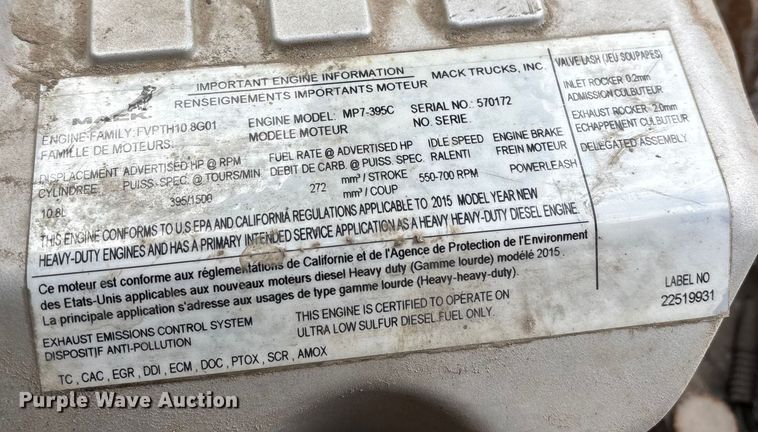 MACK
IMPORTANT ENGINE INFORMATION MACK TRUCKS, INC.
RENSEIGNEMENTS IMPORTANTS MOTEUR
ENGINE FAMILY: FVPTH10.8G01 ENGINE MODEL: MP7-395C SERIAL NO.: 570172
FAMILLE DE MOTEURS: MODELE MOTEUR NO. SERIE.
DISPLACEMENT ADVERTISED HP @ RPM FUEL RATE @ ADVERTISED HP IDLE SPEED ENGINE BRAKE
CYLINDREE PUISS. SPEC. @ TOURS/MIN DEBIT DE CARB. @ PUISS. SPEC. RALENTI FREIN MOTEUR
10.8L 395/1500 272 mm³ / STROKE 550-700 RPM POWERLEASH
mm³ / COUP
THIS ENGINE CONFORMS TO U.S EPA AND CALIFORNIA REGULATIONS APPLICABLE TO 2015 MODEL YEAR NEW
HEAVY-DUTY ENGINES AND HAS A PRIMARY INTENDED SERVICE APPLICATION AS A HEAVY HEAVY-DUTY DIESEL ENGINE.
Ce moteur est conforme aux réglementations de Californie et de l'Agence de Protection de l'Environment
des Etats-Unis applicables aux nouveaux moteurs diesel Heavy duty (Gamme lourde) modèlé 2015.
La principale application s'adresse aux usages de type gamme lourde (Heavy-heavy-duty).
EXHAUST EMISSIONS CONTROL SYSTEM THIS ENGINE IS CERTIFIED TO OPERATE ON
DISPOSITIF ANTI-POLLUTION ULTRA LOW SULFUR DIESEL FUEL ONLY.
TC , CAC , EGR , DDI , ECM , DOC , PTOX , SCR , AMOX
VALVE LASH (JEU SOUPAPES)
INLET ROCKER 0.2mm
ADMISSION CULBUTEUR
EXHAUST ROCKER 2.0mm
ECHAPPEMENT CULBUTEUR
DELEGATED ASSEMBLY
LABEL NO
22519931
Purple Wave Auction